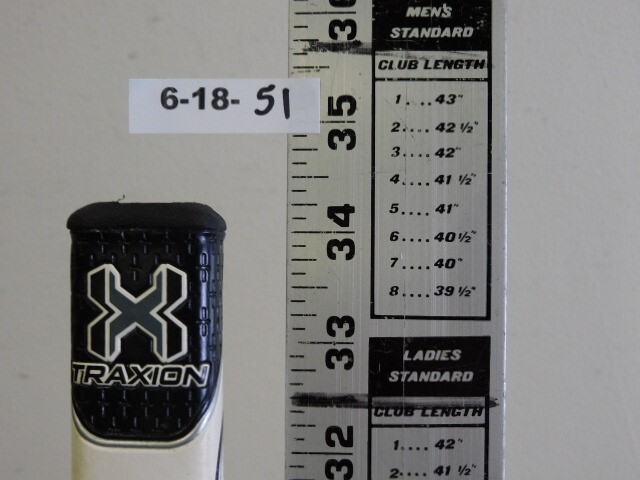 6-18-51
X
TRAXION
36
35
34
33
32
MEN'S
STANDARD
CLUB LENGTH
1....43"
2....42 1/2"
3....42"
4....41 1/2"
5....41"
6....40 1/2"
7....40"
8....39 1/2"
LADIES
STANDARD
CLUB LENGTH
1....42"
2....41 1/2"